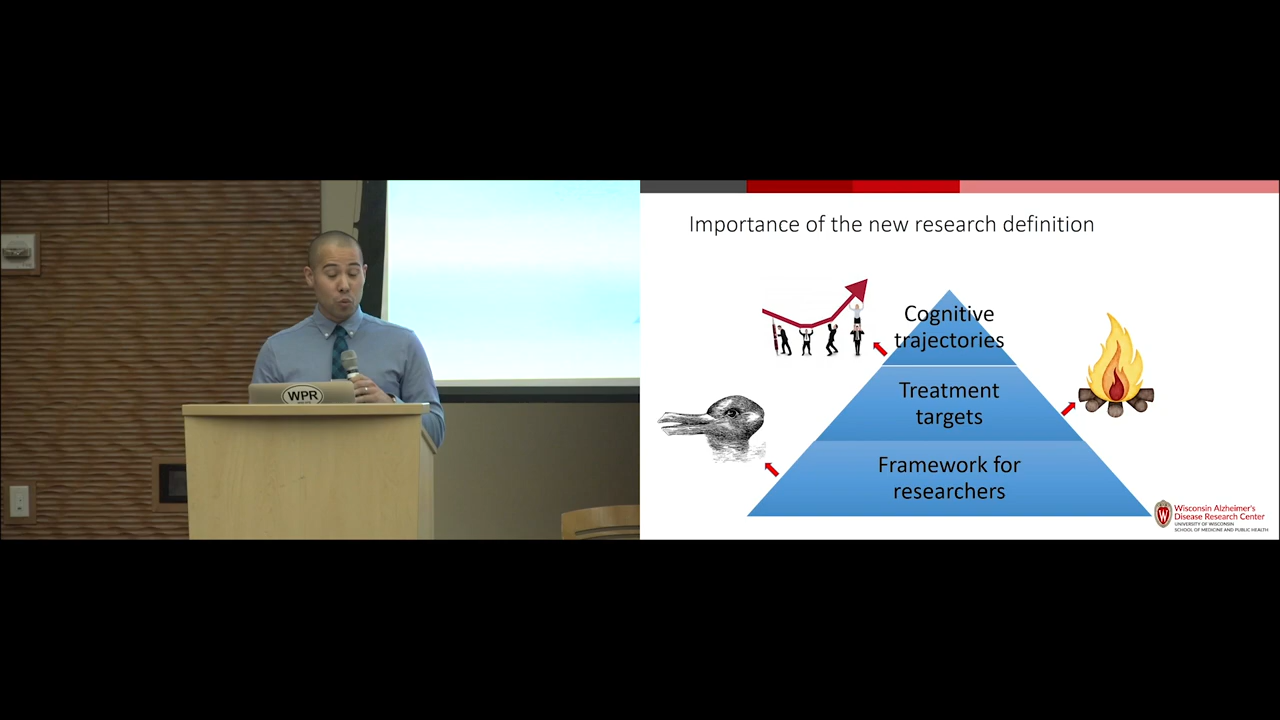 WPR
Importance of the new research definition
Cognitive
trajectories
Treatment
targets
Framework for
researchers
W
Wisconsin Alzheimer's
Disease Research Center
UNIVERSITY OF WISCONSIN
SCHOOL OF MEDICINE AND PUBLIC HEALTH